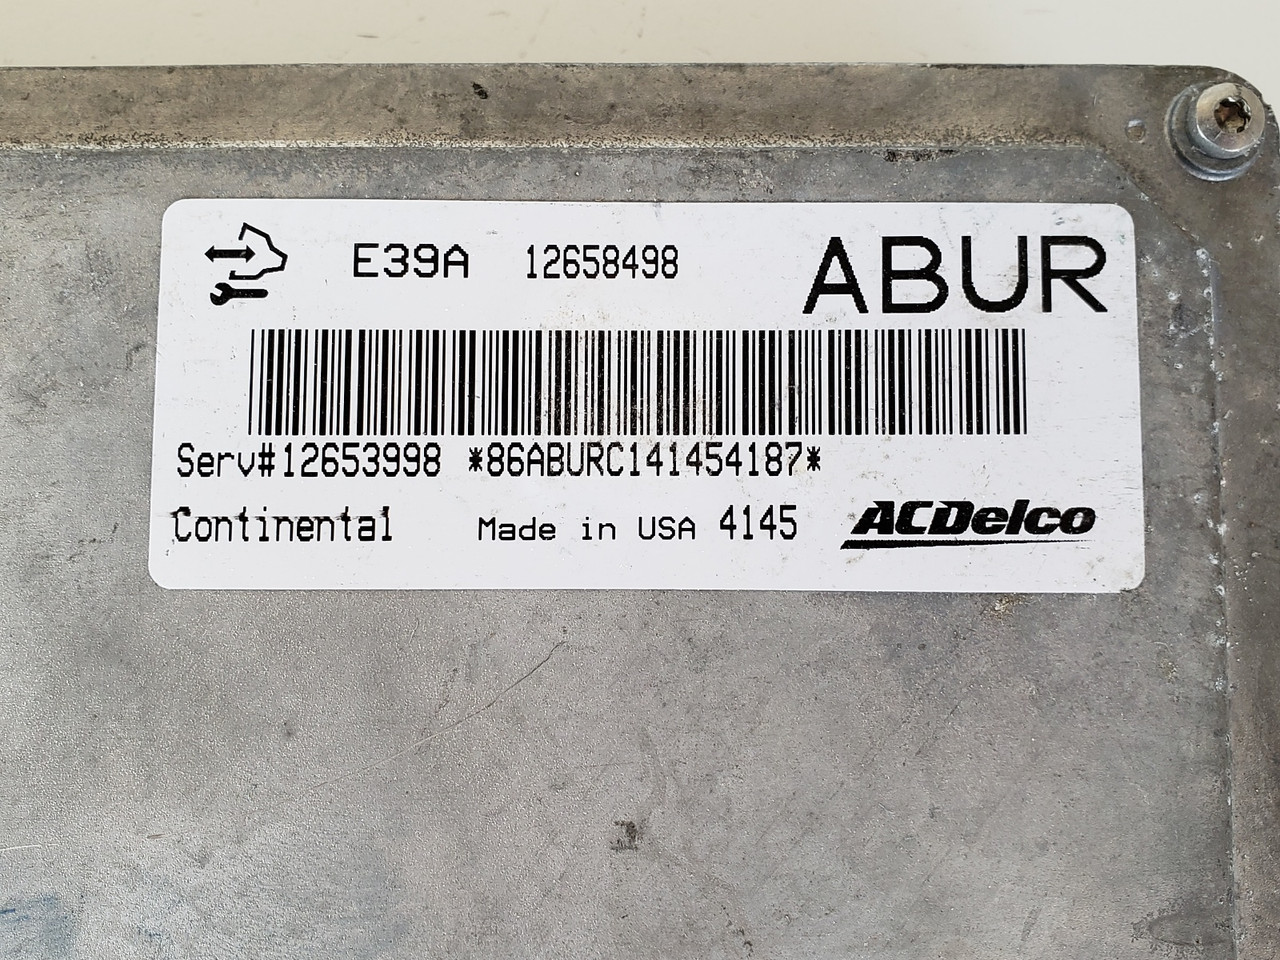 E39A 12658498 ABUR
Serv#12653998 *86ABURC141454187*
Continental Made in USA 4145 ACDelco